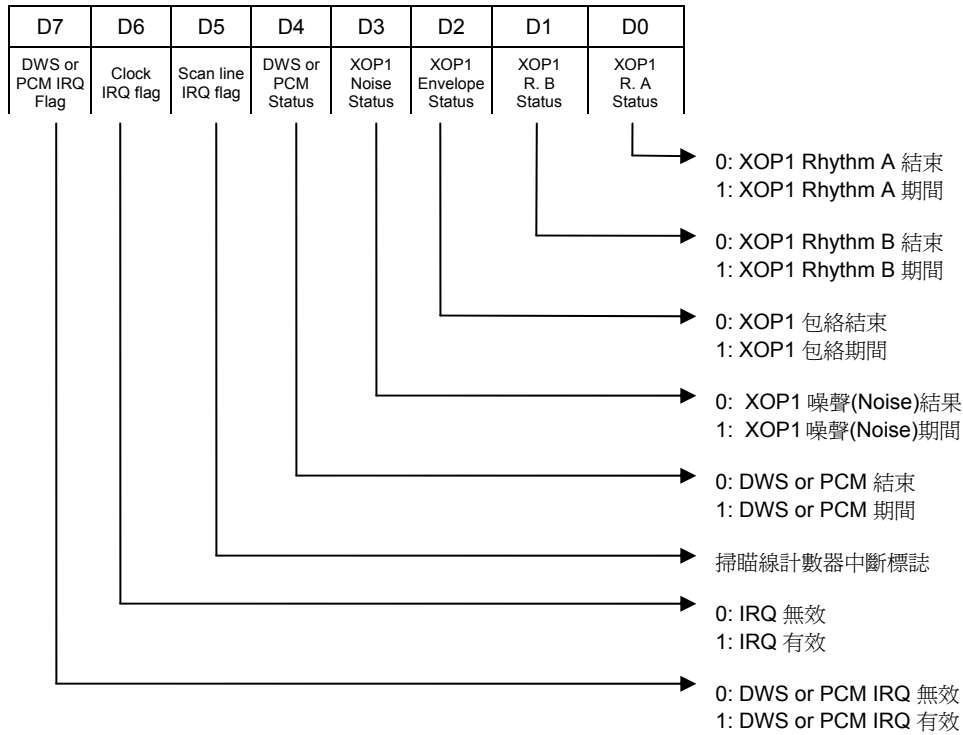 D7 D6 D5 D4 D3 D2 D1 D0
DWS or PCM IRQ Flag
Clock IRQ flag
Scan line IRQ flag
DWS or PCM Status
XOP1 Noise Status
XOP1 Envelope Status
XOP1 R. B Status
XOP1 R. A Status
0: XOP1 Rhythm A 結束
1: XOP1 Rhythm A 期間
0: XOP1 Rhythm B 結束
1: XOP1 Rhythm B 期間
0: XOP1 包絡結束
1: XOP1 包絡期間
0: XOP1 噪聲(Noise)結果
1: XOP1 噪聲(Noise)期間
0: DWS or PCM 結束
1: DWS or PCM 期間
掃瞄線計數器中斷標誌
0: IRQ 無效
1: IRQ 有效
0: DWS or PCM IRQ 無效
1: DWS or PCM IRQ 有效